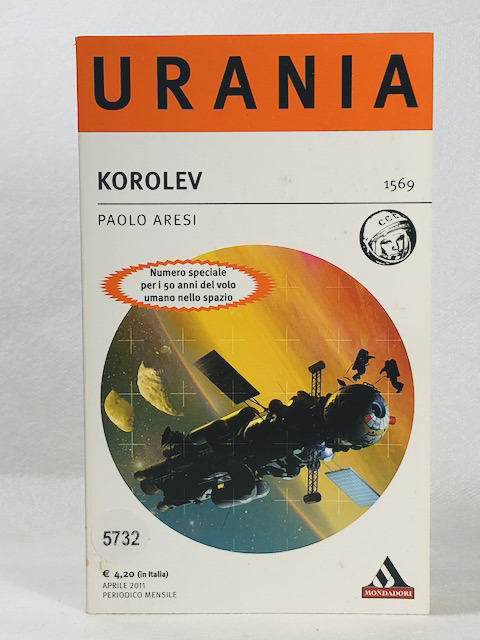 URANIA
KOROLEV
1569
PAOLO ARESI
CCC
Numero speciale
per i 50 anni del volo
umano nello spazio
5732
€ 4,20 (in Italia)
APRILE 2011
PERIODICO MENSILE
MONDADORI